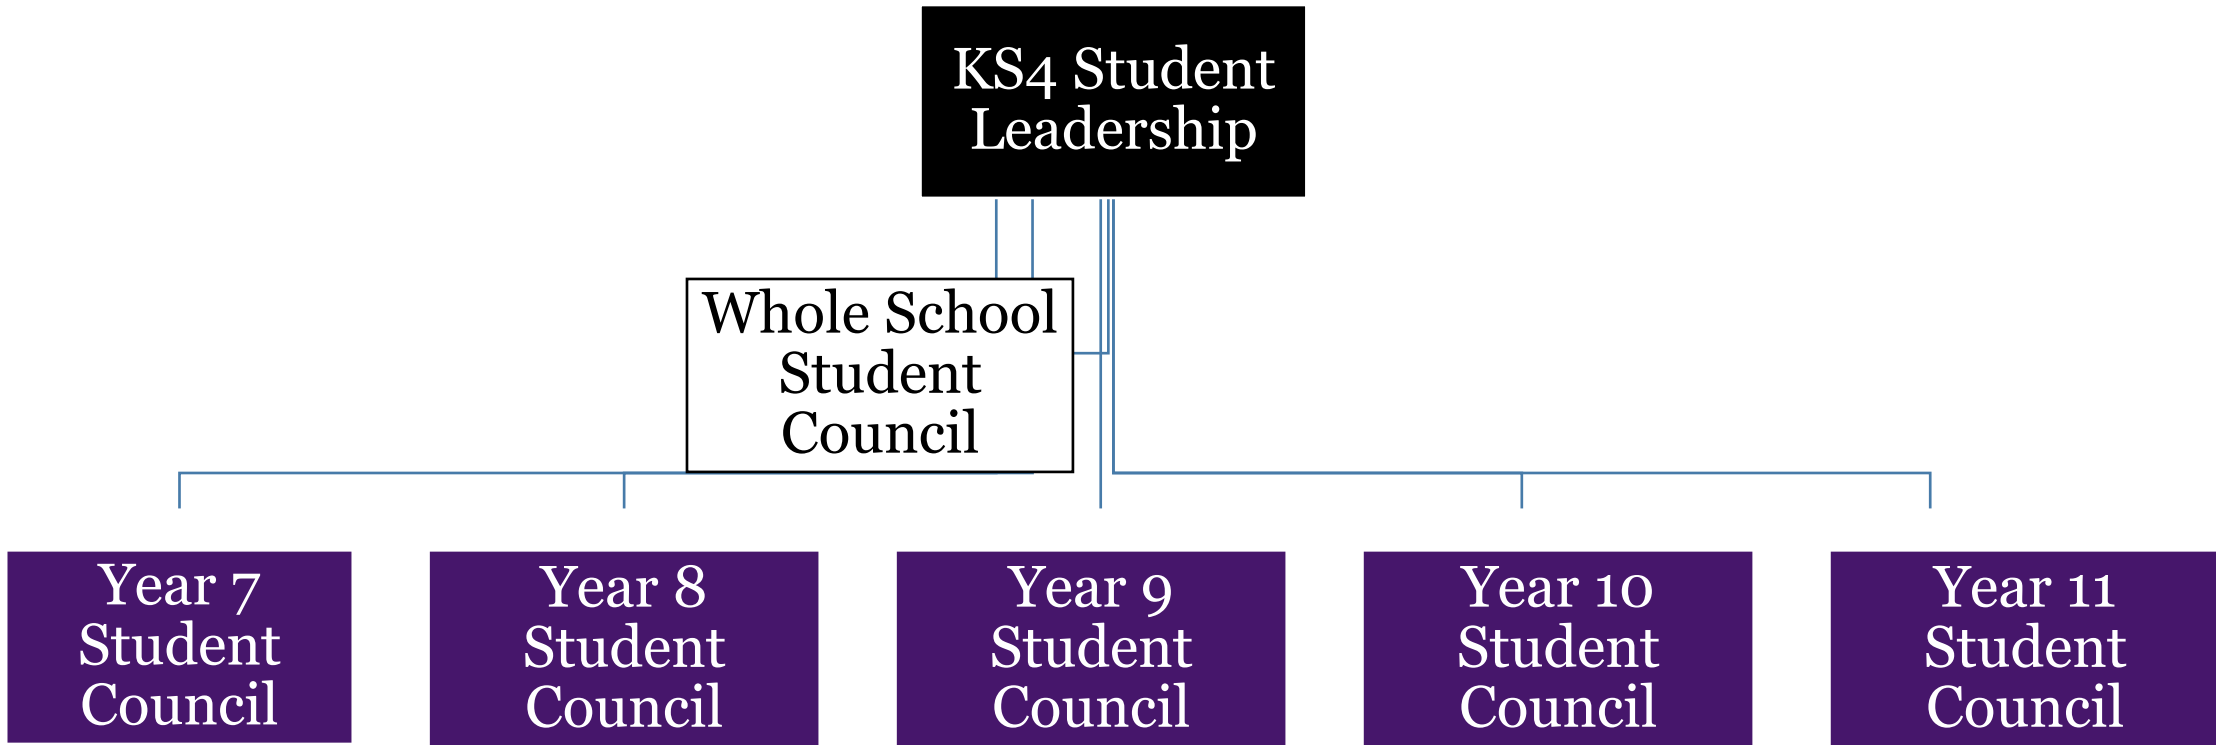 KS4 Student
Leadership
Whole School
Student
Council
Year 7
Student
Council
Year 8
Student
Council
Year 9
Student
Council
Year 10
Student
Council
Year 11
Student
Council